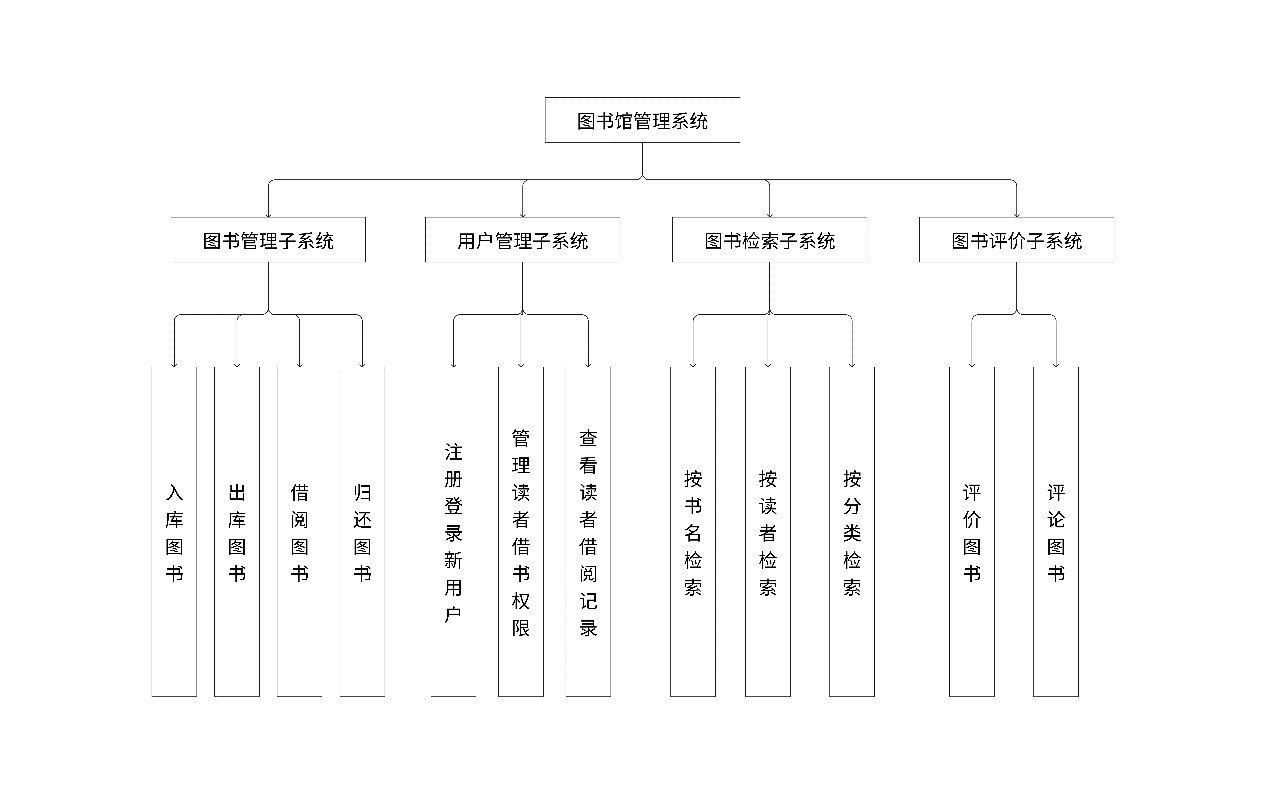 图书馆管理系统
图书管理子系统
用户管理子系统
图书检索子系统
图书评价子系统
入库图书
出库图书
借阅图书
归还图书
注册登录新用户
管理读者借书权限
查看读者借阅记录
按书名检索
按读者检索
按分类检索
评价图书
评论图书